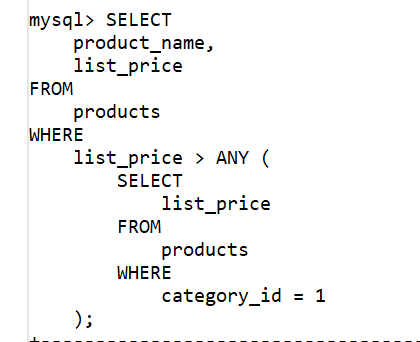 mysql> SELECT
    product_name,
    list_price
FROM
    products
WHERE
    list_price > ANY (
        SELECT
            list_price
        FROM
            products
        WHERE
            category_id = 1
    );
+-----------------------------------